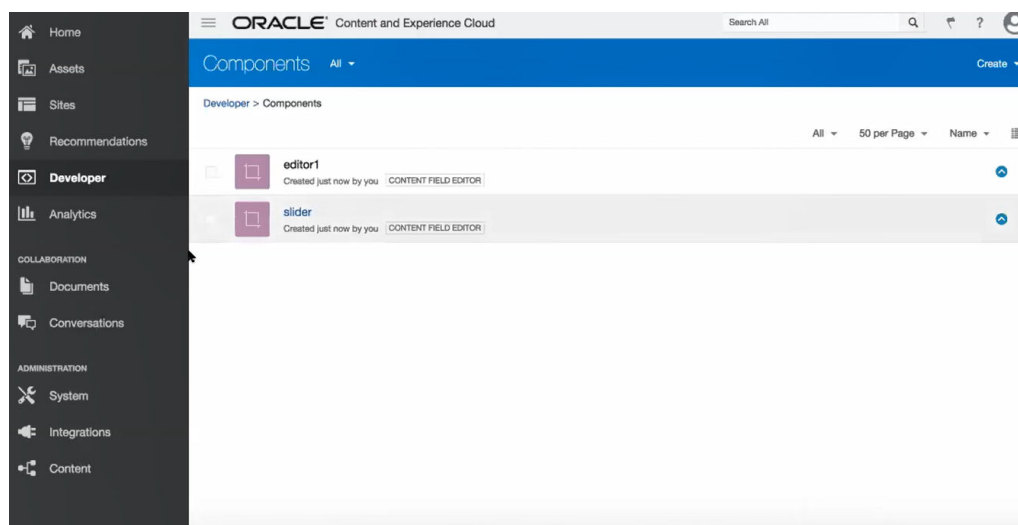 Home
Assets
Sites
Recommendations
Developer
Analytics
COLLABORATION
Documents
Conversations
ADMINISTRATION
System
Integrations
Content
ORACLE® Content and Experience Cloud
Search All
?
Components All
Create
Developer > Components
All 50 per Page Name
editor1
Created just now by you CONTENT FIELD EDITOR
slider
Created just now by you CONTENT FIELD EDITOR